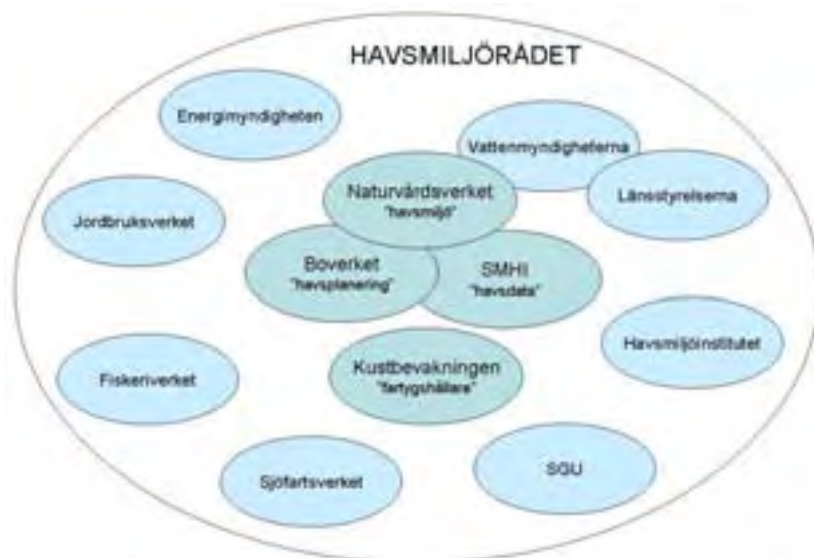 HAVSMILJÖRÅDET
Energimyndigheten
Vattenmyndigheterna
Naturvårdsverket
"havsmiljö"
Länsstyrelserna
Jordbruksverket
Boverket
"havsplanering"
SMHI
"havsdata"
Havsmiljöinstitutet
Kustbevakningen
"fartygshållare"
Fiskeriverket
Sjöfartsverket
SGU